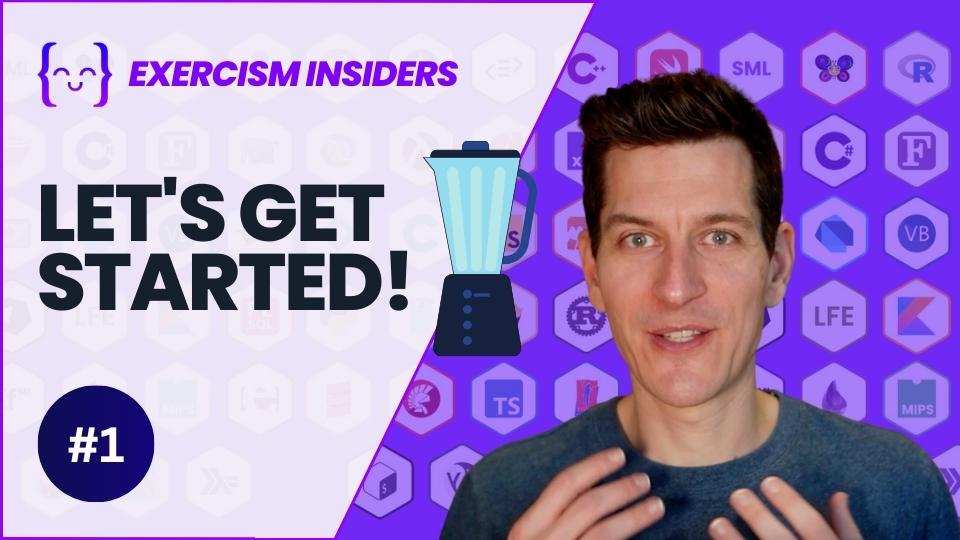 EXERCISM INSIDERS
LET'S GET
STARTED!
#1
C++
SML
R
C#
F
VB
LFE
TS
MIPS